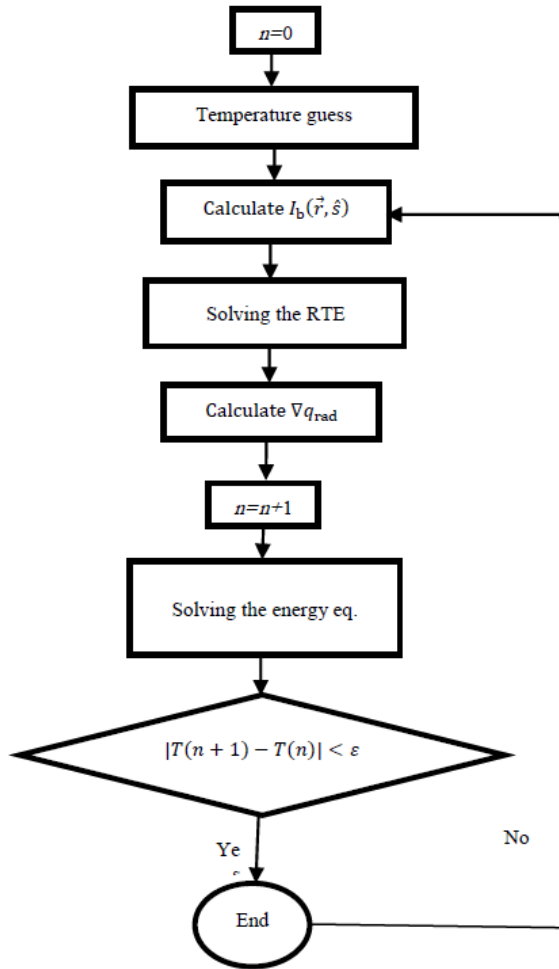 n=0
Temperature guess
Calculate I_b(r⃗, ŝ)
Solving the RTE
Calculate ∇q_rad
n=n+1
Solving the energy eq.
|T(n + 1) − T(n)| < ε
No
Ye
End